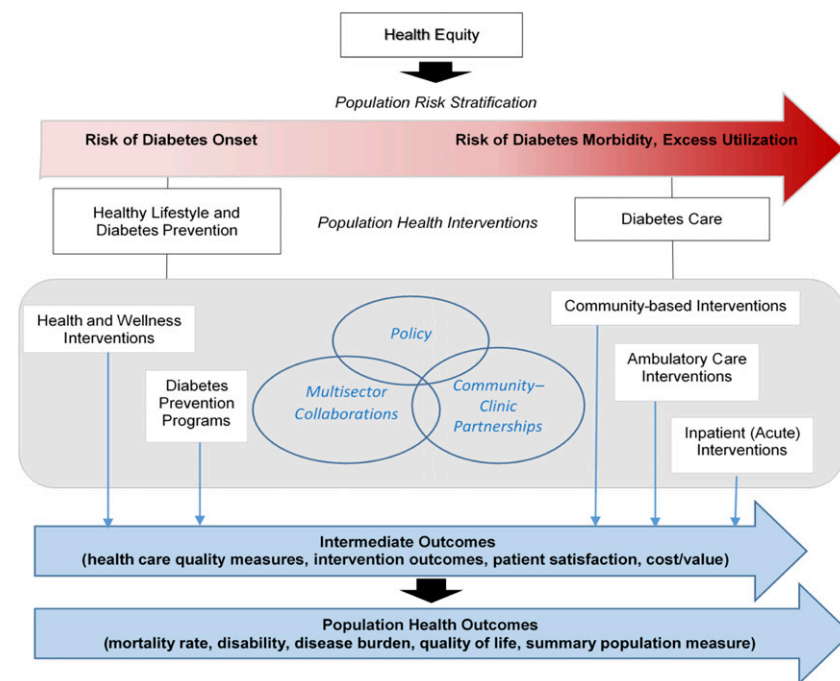 Health Equity
Population Risk Stratification
Risk of Diabetes Onset
Risk of Diabetes Morbidity, Excess Utilization
Healthy Lifestyle and
Diabetes Prevention
Population Health Interventions
Diabetes Care
Health and Wellness
Interventions
Diabetes
Prevention
Programs
Policy
Multisector
Collaborations
Community–
Clinic
Partnerships
Community-based Interventions
Ambulatory Care
Interventions
Inpatient (Acute)
Interventions
Intermediate Outcomes
(health care quality measures, intervention outcomes, patient satisfaction, cost/value)
Population Health Outcomes
(mortality rate, disability, disease burden, quality of life, summary population measure)